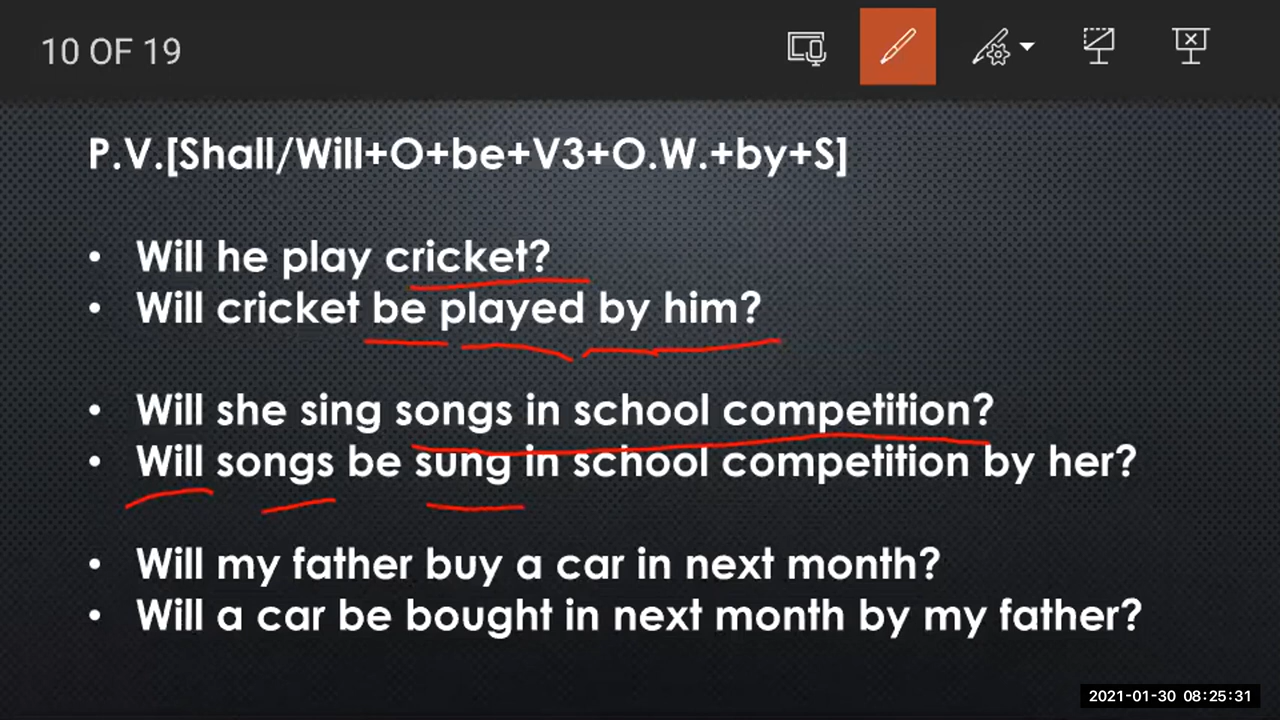 10 OF 19
P.V.[Shall/Will+O+be+V3+O.W.+by+S]
• Will he play cricket?
• Will cricket be played by him?
• Will she sing songs in school competition?
• Will songs be sung in school competition by her?
• Will my father buy a car in next month?
• Will a car be bought in next month by my father?
2021-01-30 08:25:31